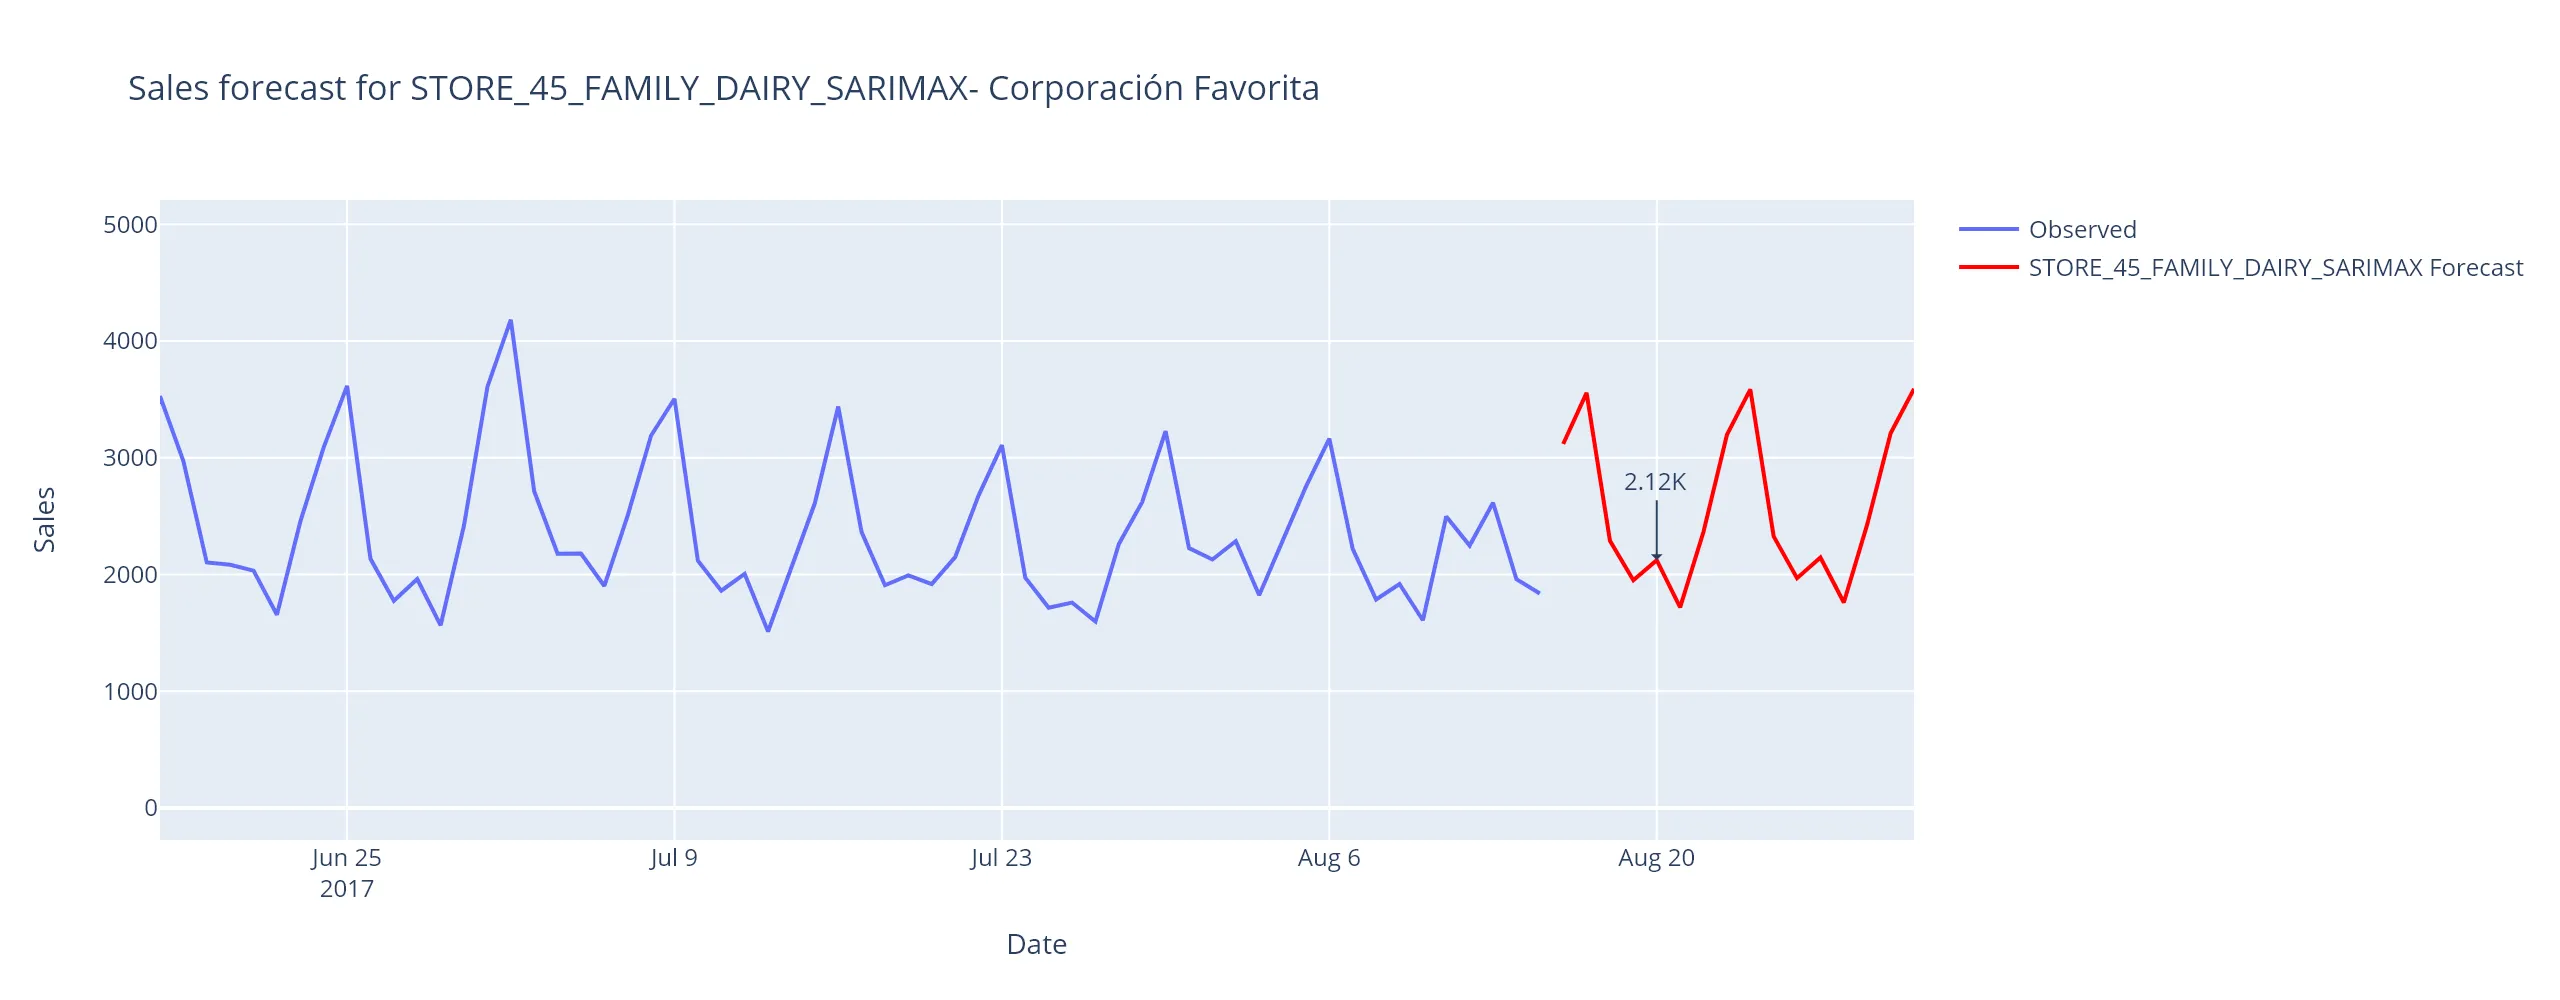 Sales forecast for STORE_45_FAMILY_DAIRY_SARIMAX- Corporación Favorita
Observed
STORE_45_FAMILY_DAIRY_SARIMAX Forecast
5000
4000
3000
2000
1000
0
Sales
2.12K
Jun 25
2017
Jul 9
Jul 23
Aug 6
Aug 20
Date